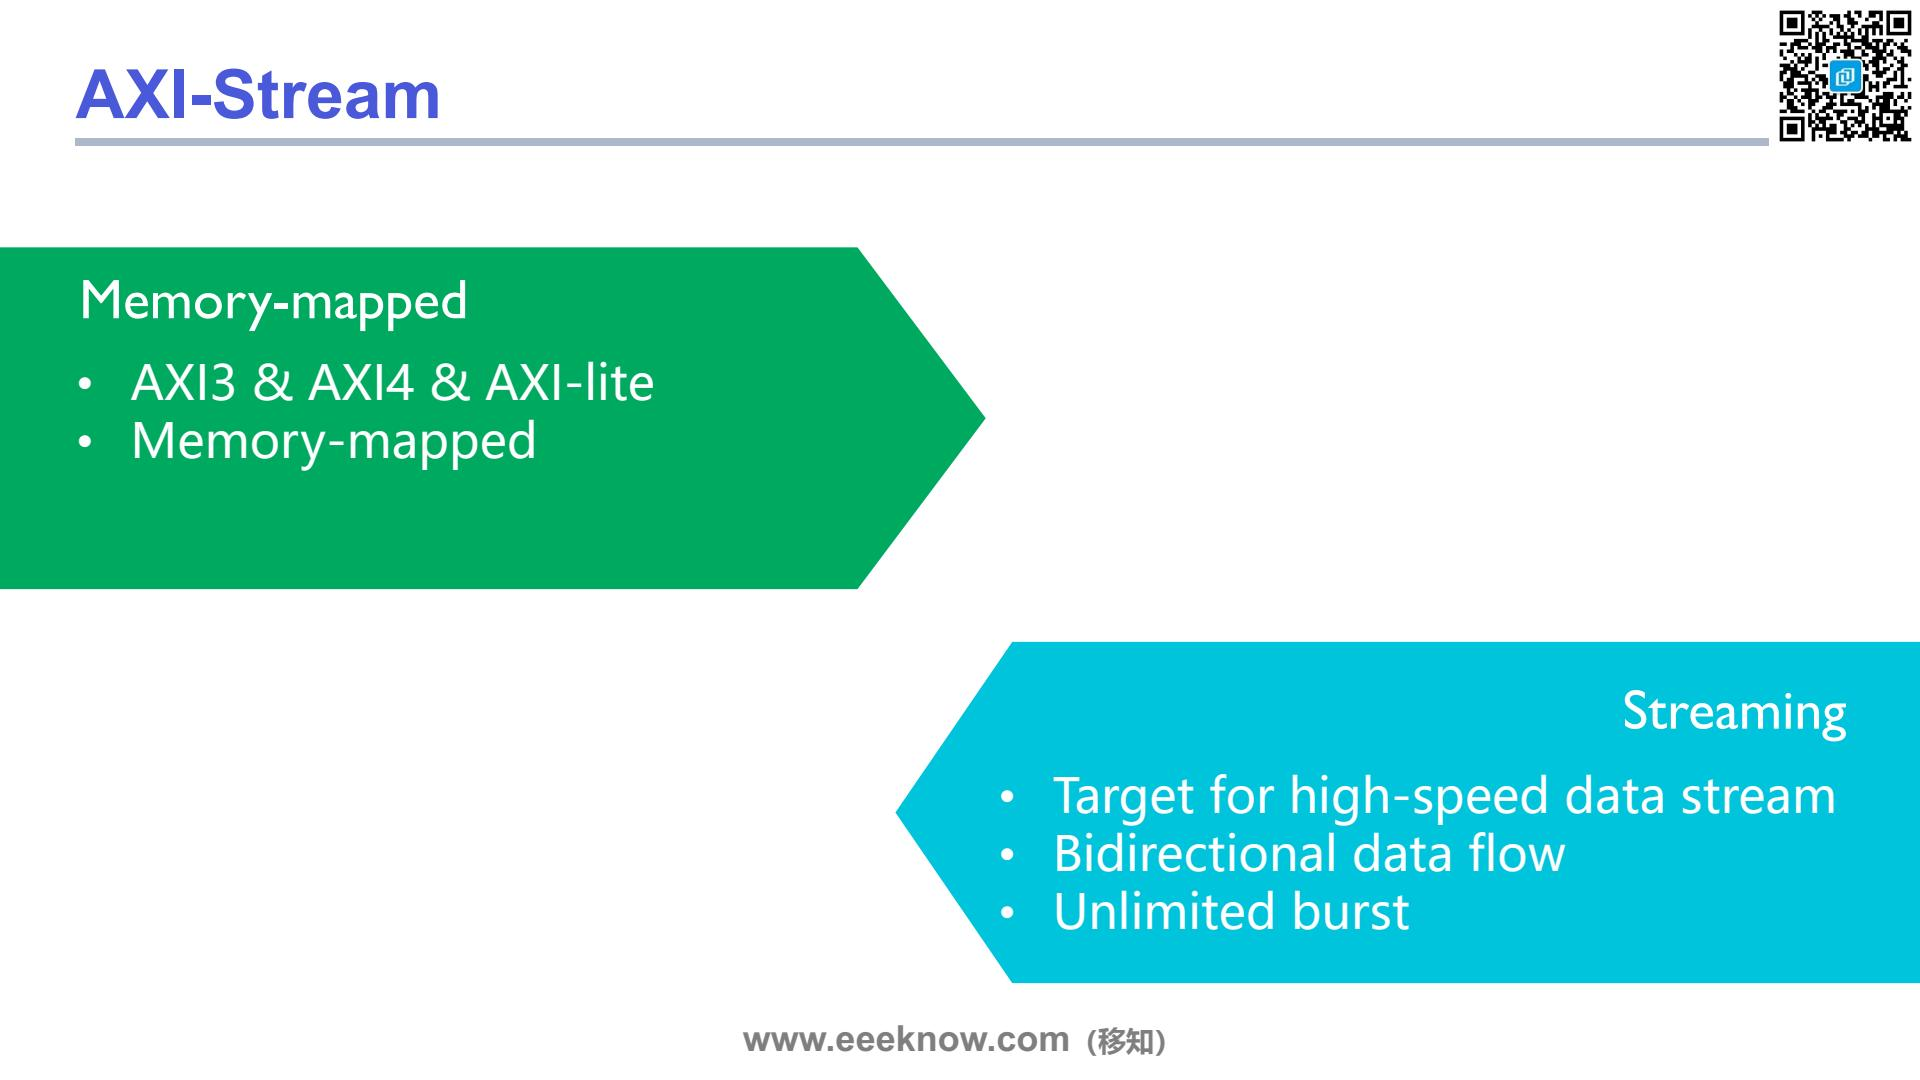 AXI-Stream
Memory-mapped
• AXI3 & AXI4 & AXI-lite
• Memory-mapped
Streaming
• Target for high-speed data stream
• Bidirectional data flow
• Unlimited burst
www.eeeknow.com（移知）